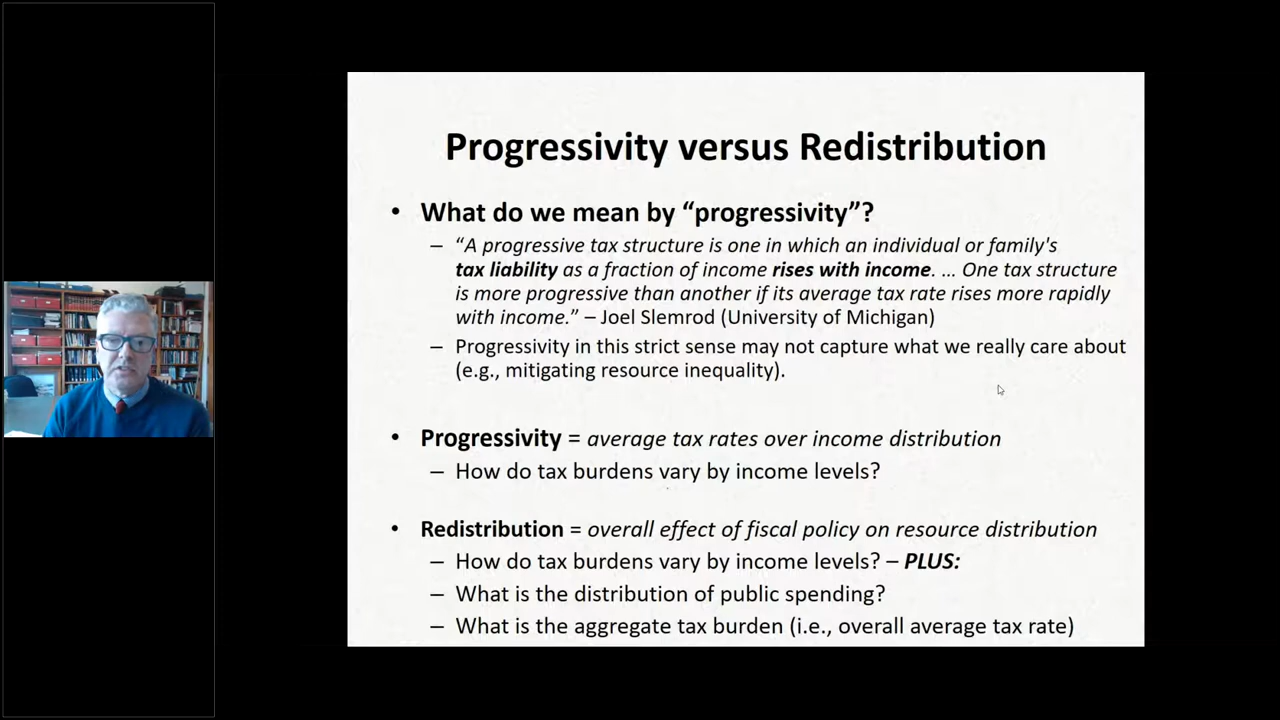 Progressivity versus Redistribution
• What do we mean by “progressivity”?
– “A progressive tax structure is one in which an individual or family's
tax liability as a fraction of income rises with income. … One tax structure
is more progressive than another if its average tax rate rises more rapidly
with income.” – Joel Slemrod (University of Michigan)
– Progressivity in this strict sense may not capture what we really care about
(e.g., mitigating resource inequality).
• Progressivity = average tax rates over income distribution
– How do tax burdens vary by income levels?
• Redistribution = overall effect of fiscal policy on resource distribution
– How do tax burdens vary by income levels? – PLUS:
– What is the distribution of public spending?
– What is the aggregate tax burden (i.e., overall average tax rate)